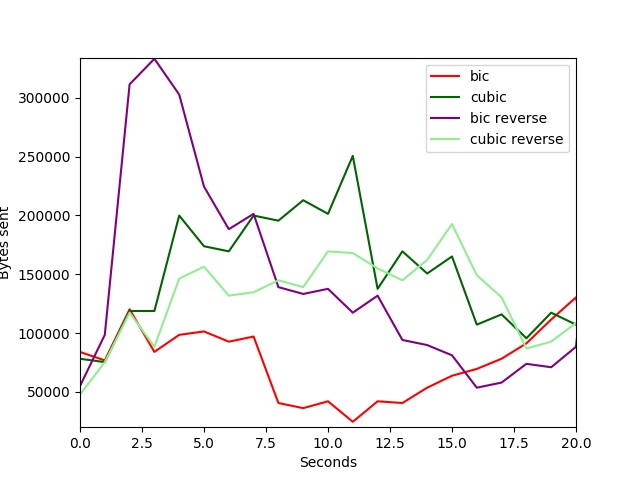 bic
cubic
bic reverse
cubic reverse
300000
250000
200000
150000
100000
50000
Bytes sent
0.0 2.5 5.0 7.5 10.0 12.5 15.0 17.5 20.0
Seconds